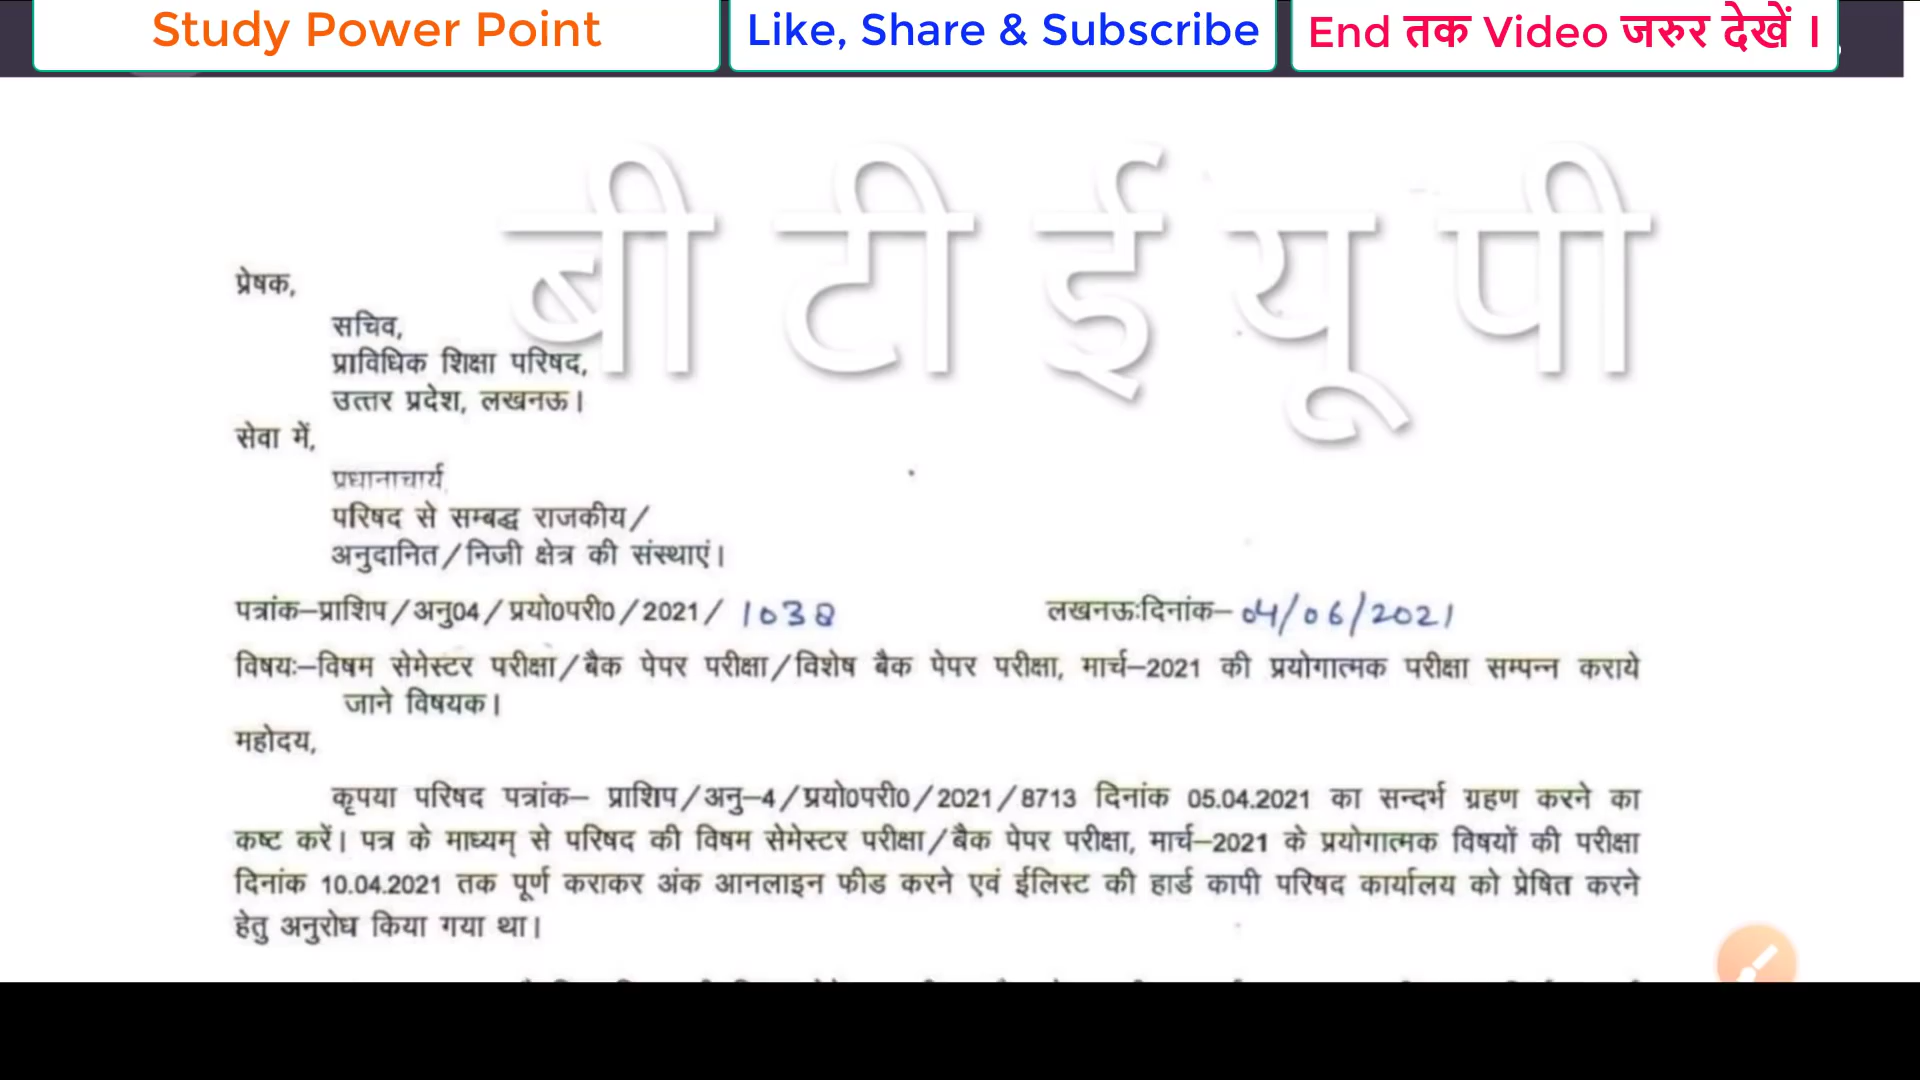 Study Power Point
Like, Share & Subscribe
End तक Video जरुर देखें ।
बी टी ई यू पी
प्रेषक,
सचिव,
प्राविधिक शिक्षा परिषद,
उत्तर प्रदेश, लखनऊ।
सेवा में,
प्रधानाचार्य
परिषद से सम्बद्ध राजकीय/
अनुदानित/निजी क्षेत्र की संस्थाएं।
पत्रांक–प्राशिप/अनु04/प्रयो0परी0/2021/ 1038 लखनऊःदिनांक– 04/06/2021
विषयः–विषम सेमेस्टर परीक्षा/बैक पेपर परीक्षा/विशेष बैक पेपर परीक्षा, मार्च–2021 की प्रयोगात्मक परीक्षा सम्पन्न कराये
जाने विषयक।
महोदय,
कृपया परिषद पत्रांक– प्राशिप/अनु–4/प्रयो0परी0/2021/8713 दिनांक 05.04.2021 का सन्दर्भ ग्रहण करने का
कष्ट करें। पत्र के माध्यम् से परिषद की विषम सेमेस्टर परीक्षा/बैक पेपर परीक्षा, मार्च–2021 के प्रयोगात्मक विषयों की परीक्षा
दिनांक 10.04.2021 तक पूर्ण कराकर अंक आनलाइन फीड करने एवं ईलिस्ट की हार्ड कापी परिषद कार्यालय को प्रेषित करने
हेतु अनुरोध किया गया था।